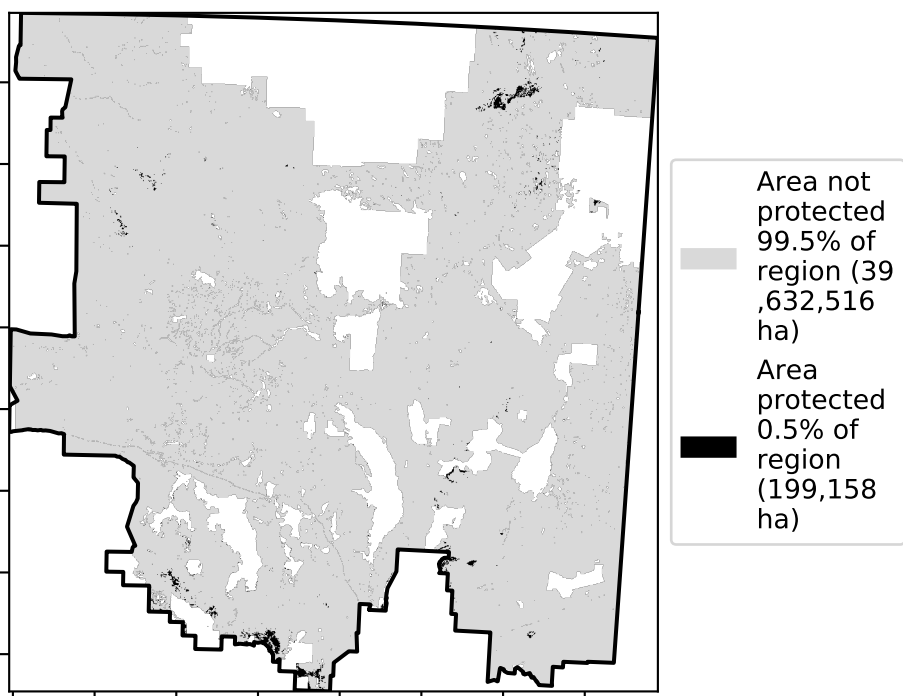 Area not
protected
99.5% of
region (39
,632,516
ha)
Area
protected
0.5% of
region
(199,158
ha)